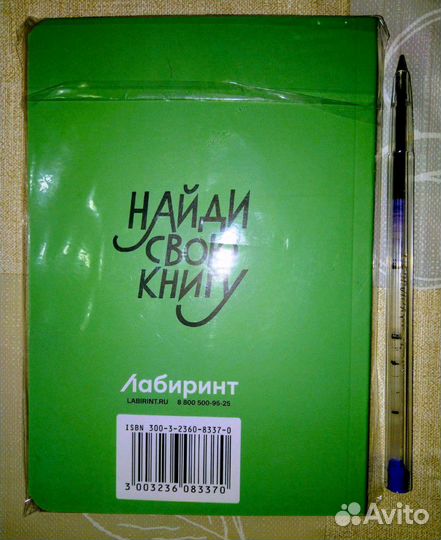 НАЙДИ
СВОЮ
КНИГУ
Лабиринт
LABIRINT.RU 8 800 500-95-25
ISBN 300-3-2360-8337-0
3 003236 083370
Avito